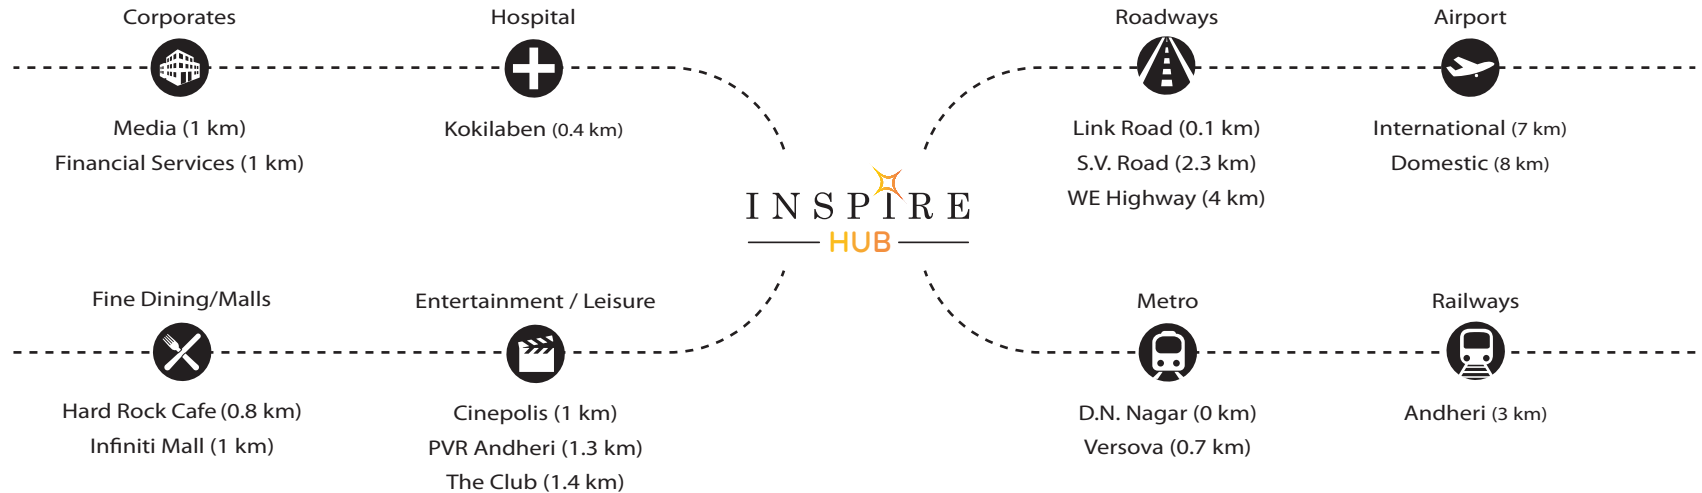 Corporates
Media (1 km)
Financial Services (1 km)
Hospital
Kokilaben (0.4 km)
Roadways
Link Road (0.1 km)
S.V. Road (2.3 km)
WE Highway (4 km)
Airport
International (7 km)
Domestic (8 km)
INSPIRE
HUB
Fine Dining/Malls
Hard Rock Cafe (0.8 km)
Infiniti Mall (1 km)
Entertainment / Leisure
Cinepolis (1 km)
PVR Andheri (1.3 km)
The Club (1.4 km)
Metro
D.N. Nagar (0 km)
Versova (0.7 km)
Railways
Andheri (3 km)